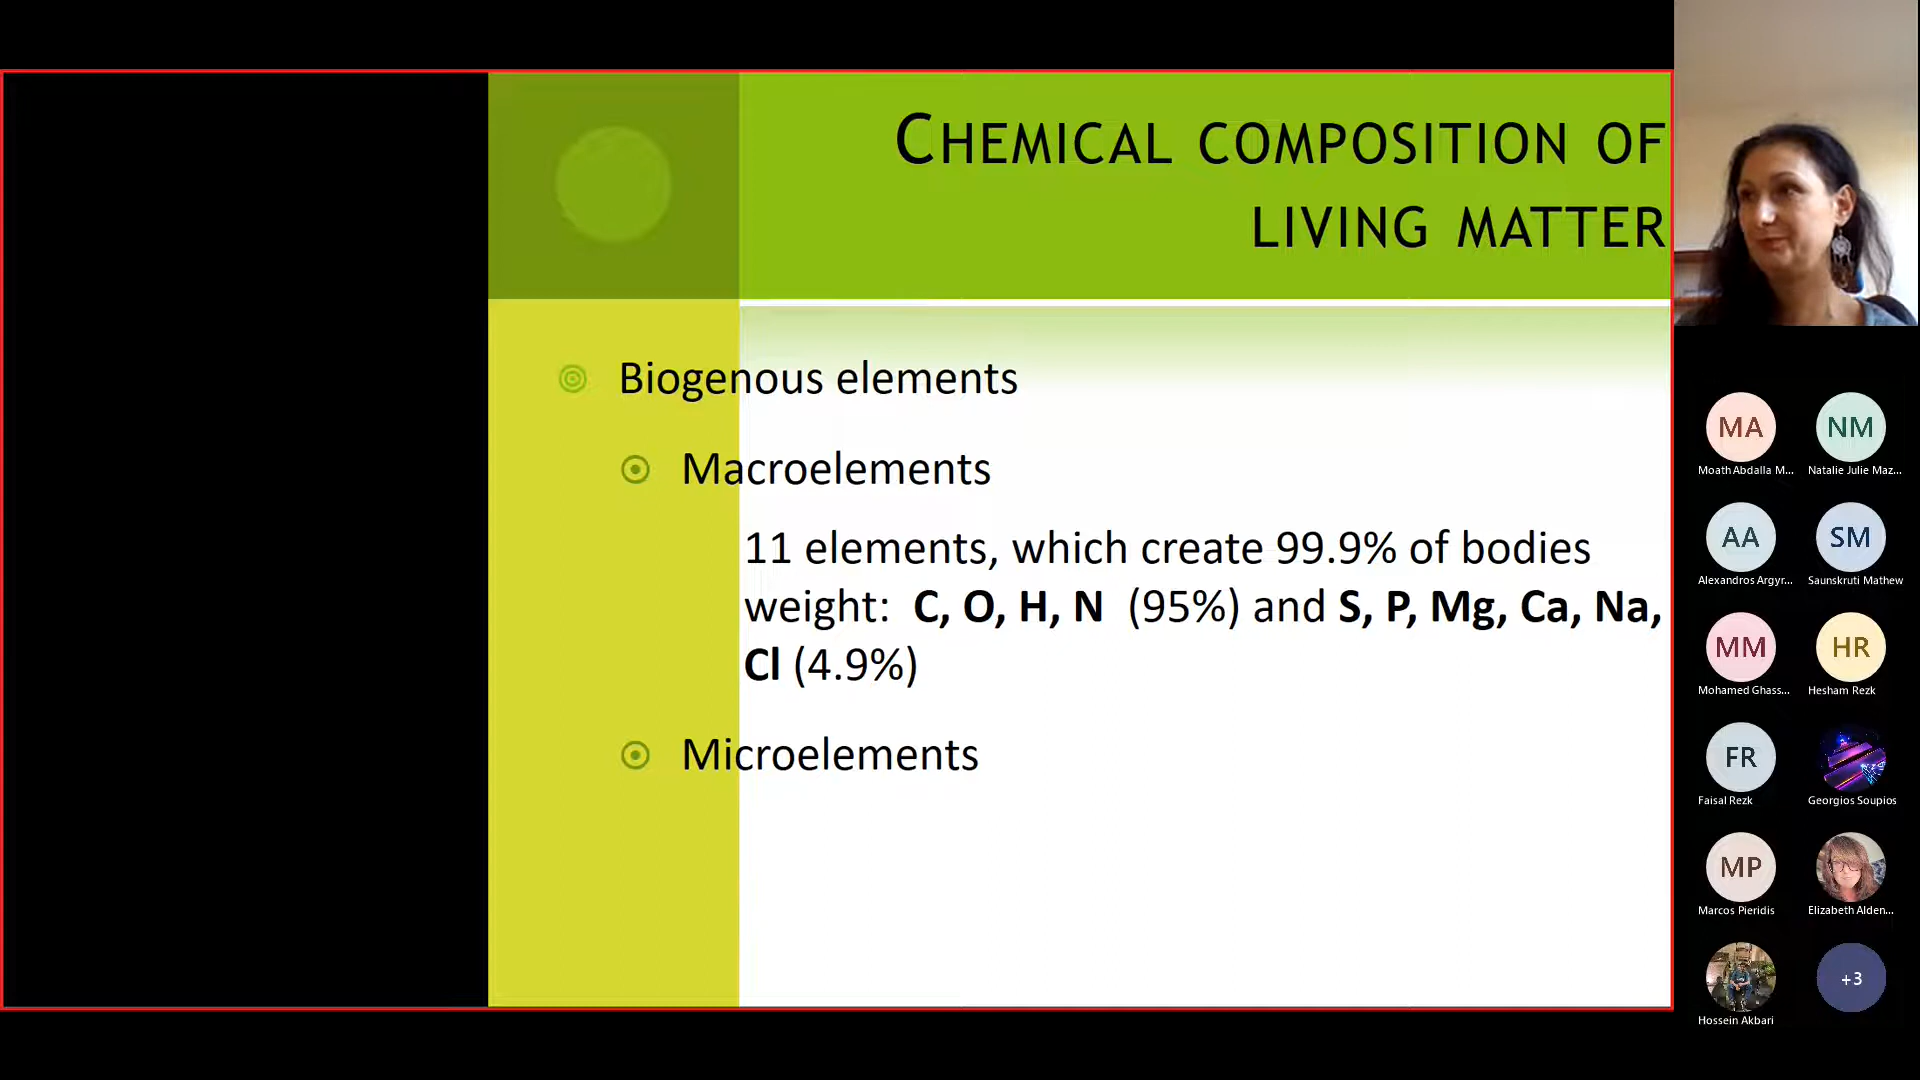 CHEMICAL COMPOSITION OF
LIVING MATTER
Biogenous elements
Macroelements
11 elements, which create 99.9% of bodies
weight: C, O, H, N (95%) and S, P, Mg, Ca, Na,
Cl (4.9%)
Microelements
MA
NM
Moath Abdalla M...
Natalie Julie Maz...
AA
SM
Alexandros Argyr...
Saunskruti Mathew
MM
HR
Mohamed Ghass...
Hesham Rezk
FR
Faisal Rezk
Georgios Soupios
MP
Marcos Pieridis
Elizabeth Alden...
+3
Hossein Akbari